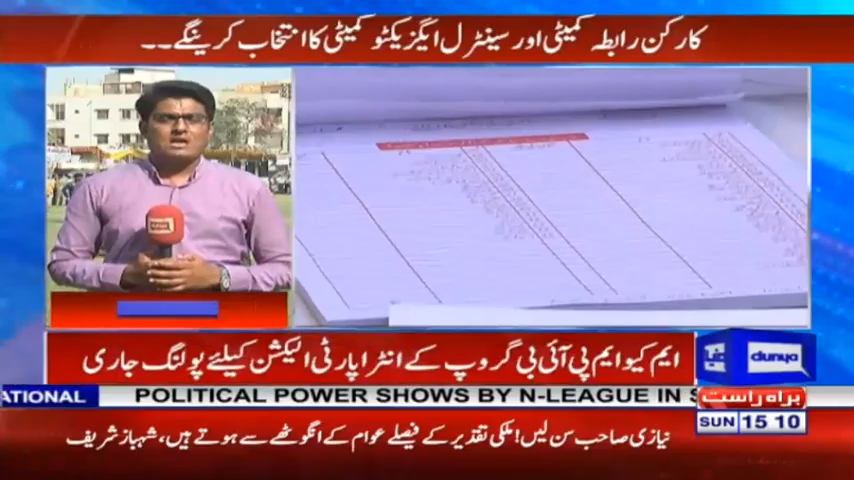 کارکن رابطہ کمیٹی اور سینٹرل ایگزیکٹو کمیٹی کا انتخاب کرینگے۔۔
ایم کیو ایم پی آئی بی گروپ کے انٹرا پارٹی الیکشن کیلئے پولنگ جاری
دنیا dunya
ATIONAL POLITICAL POWER SHOWS BY N-LEAGUE IN S
براہ راست
SUN 15 10
نیازی صاحب سن لیں! ملکی تقدیر کے فیصلے عوام کے انگوٹھے سے ہوتے ہیں، شہباز شریف